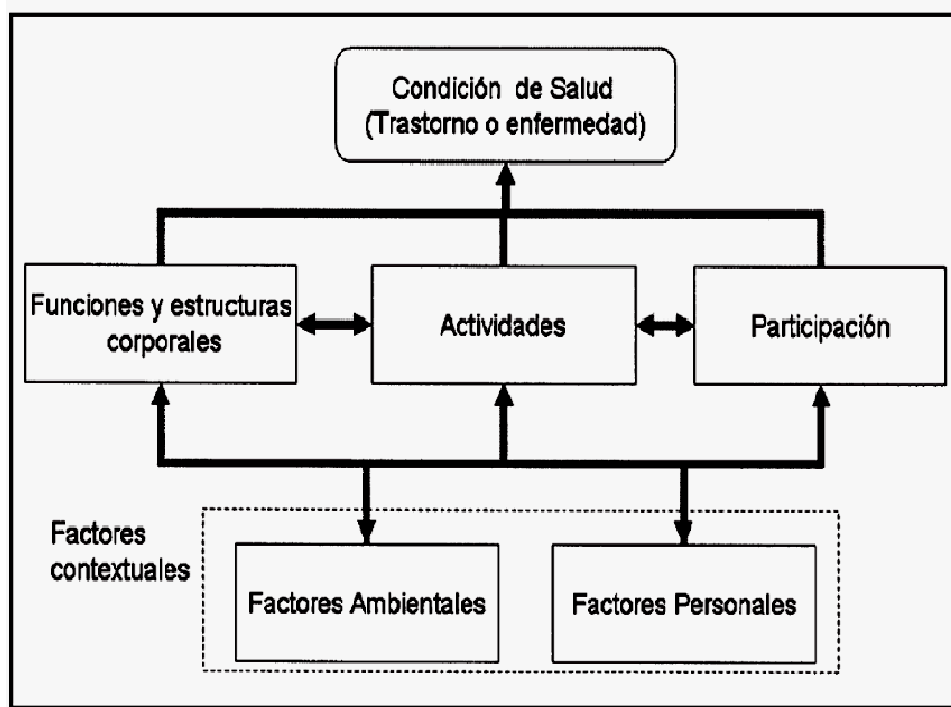 Condición de Salud
(Trastorno o enfermedad)
Funciones y estructuras
corporales
Actividades
Participación
Factores
contextuales
Factores Ambientales
Factores Personales